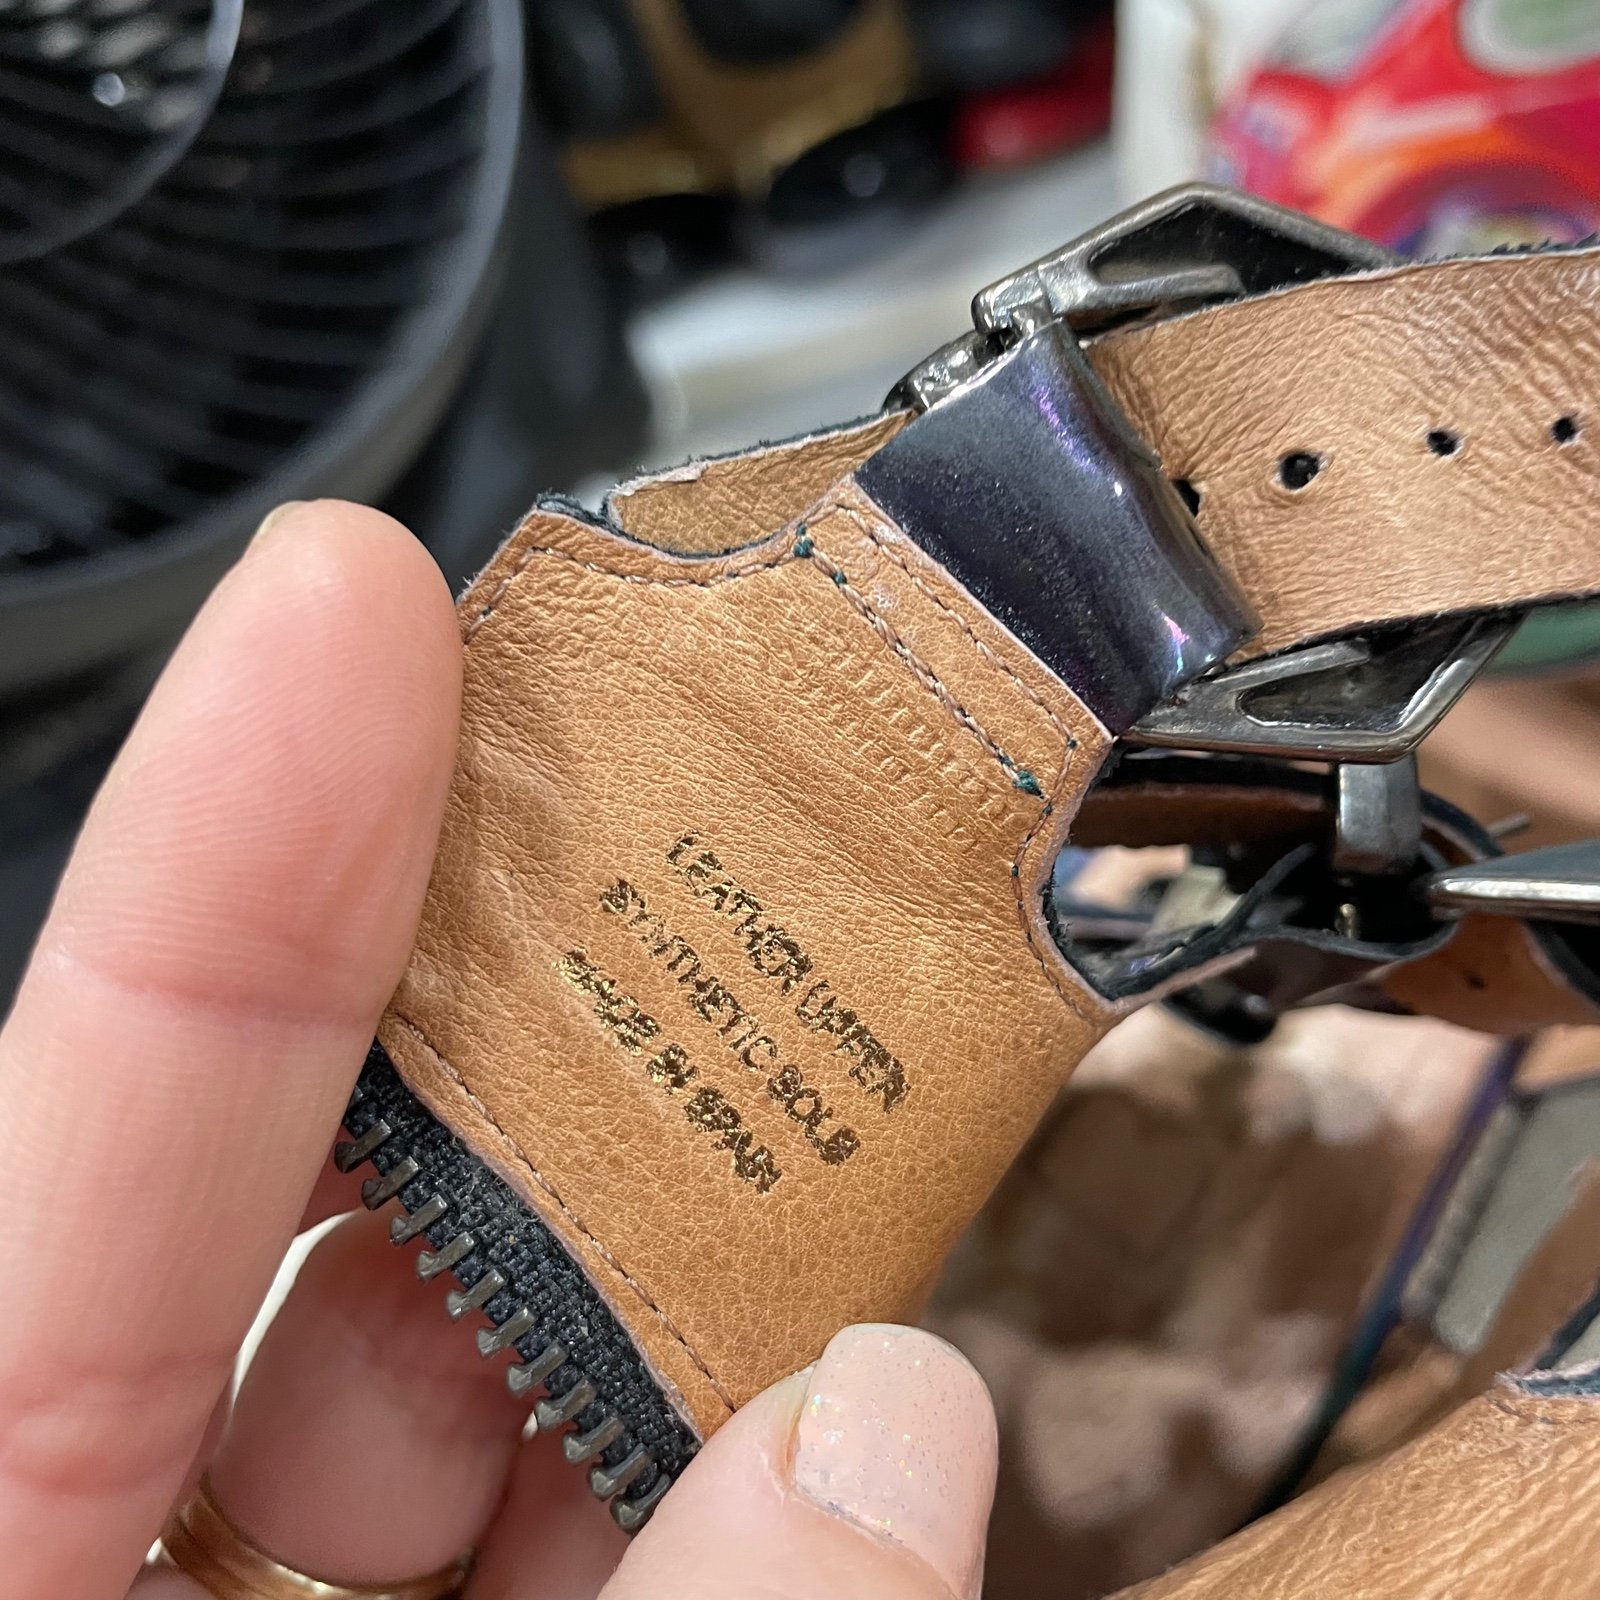 LEATHER UPPER
SYNTHETIC SOLE
MADE IN SPAIN